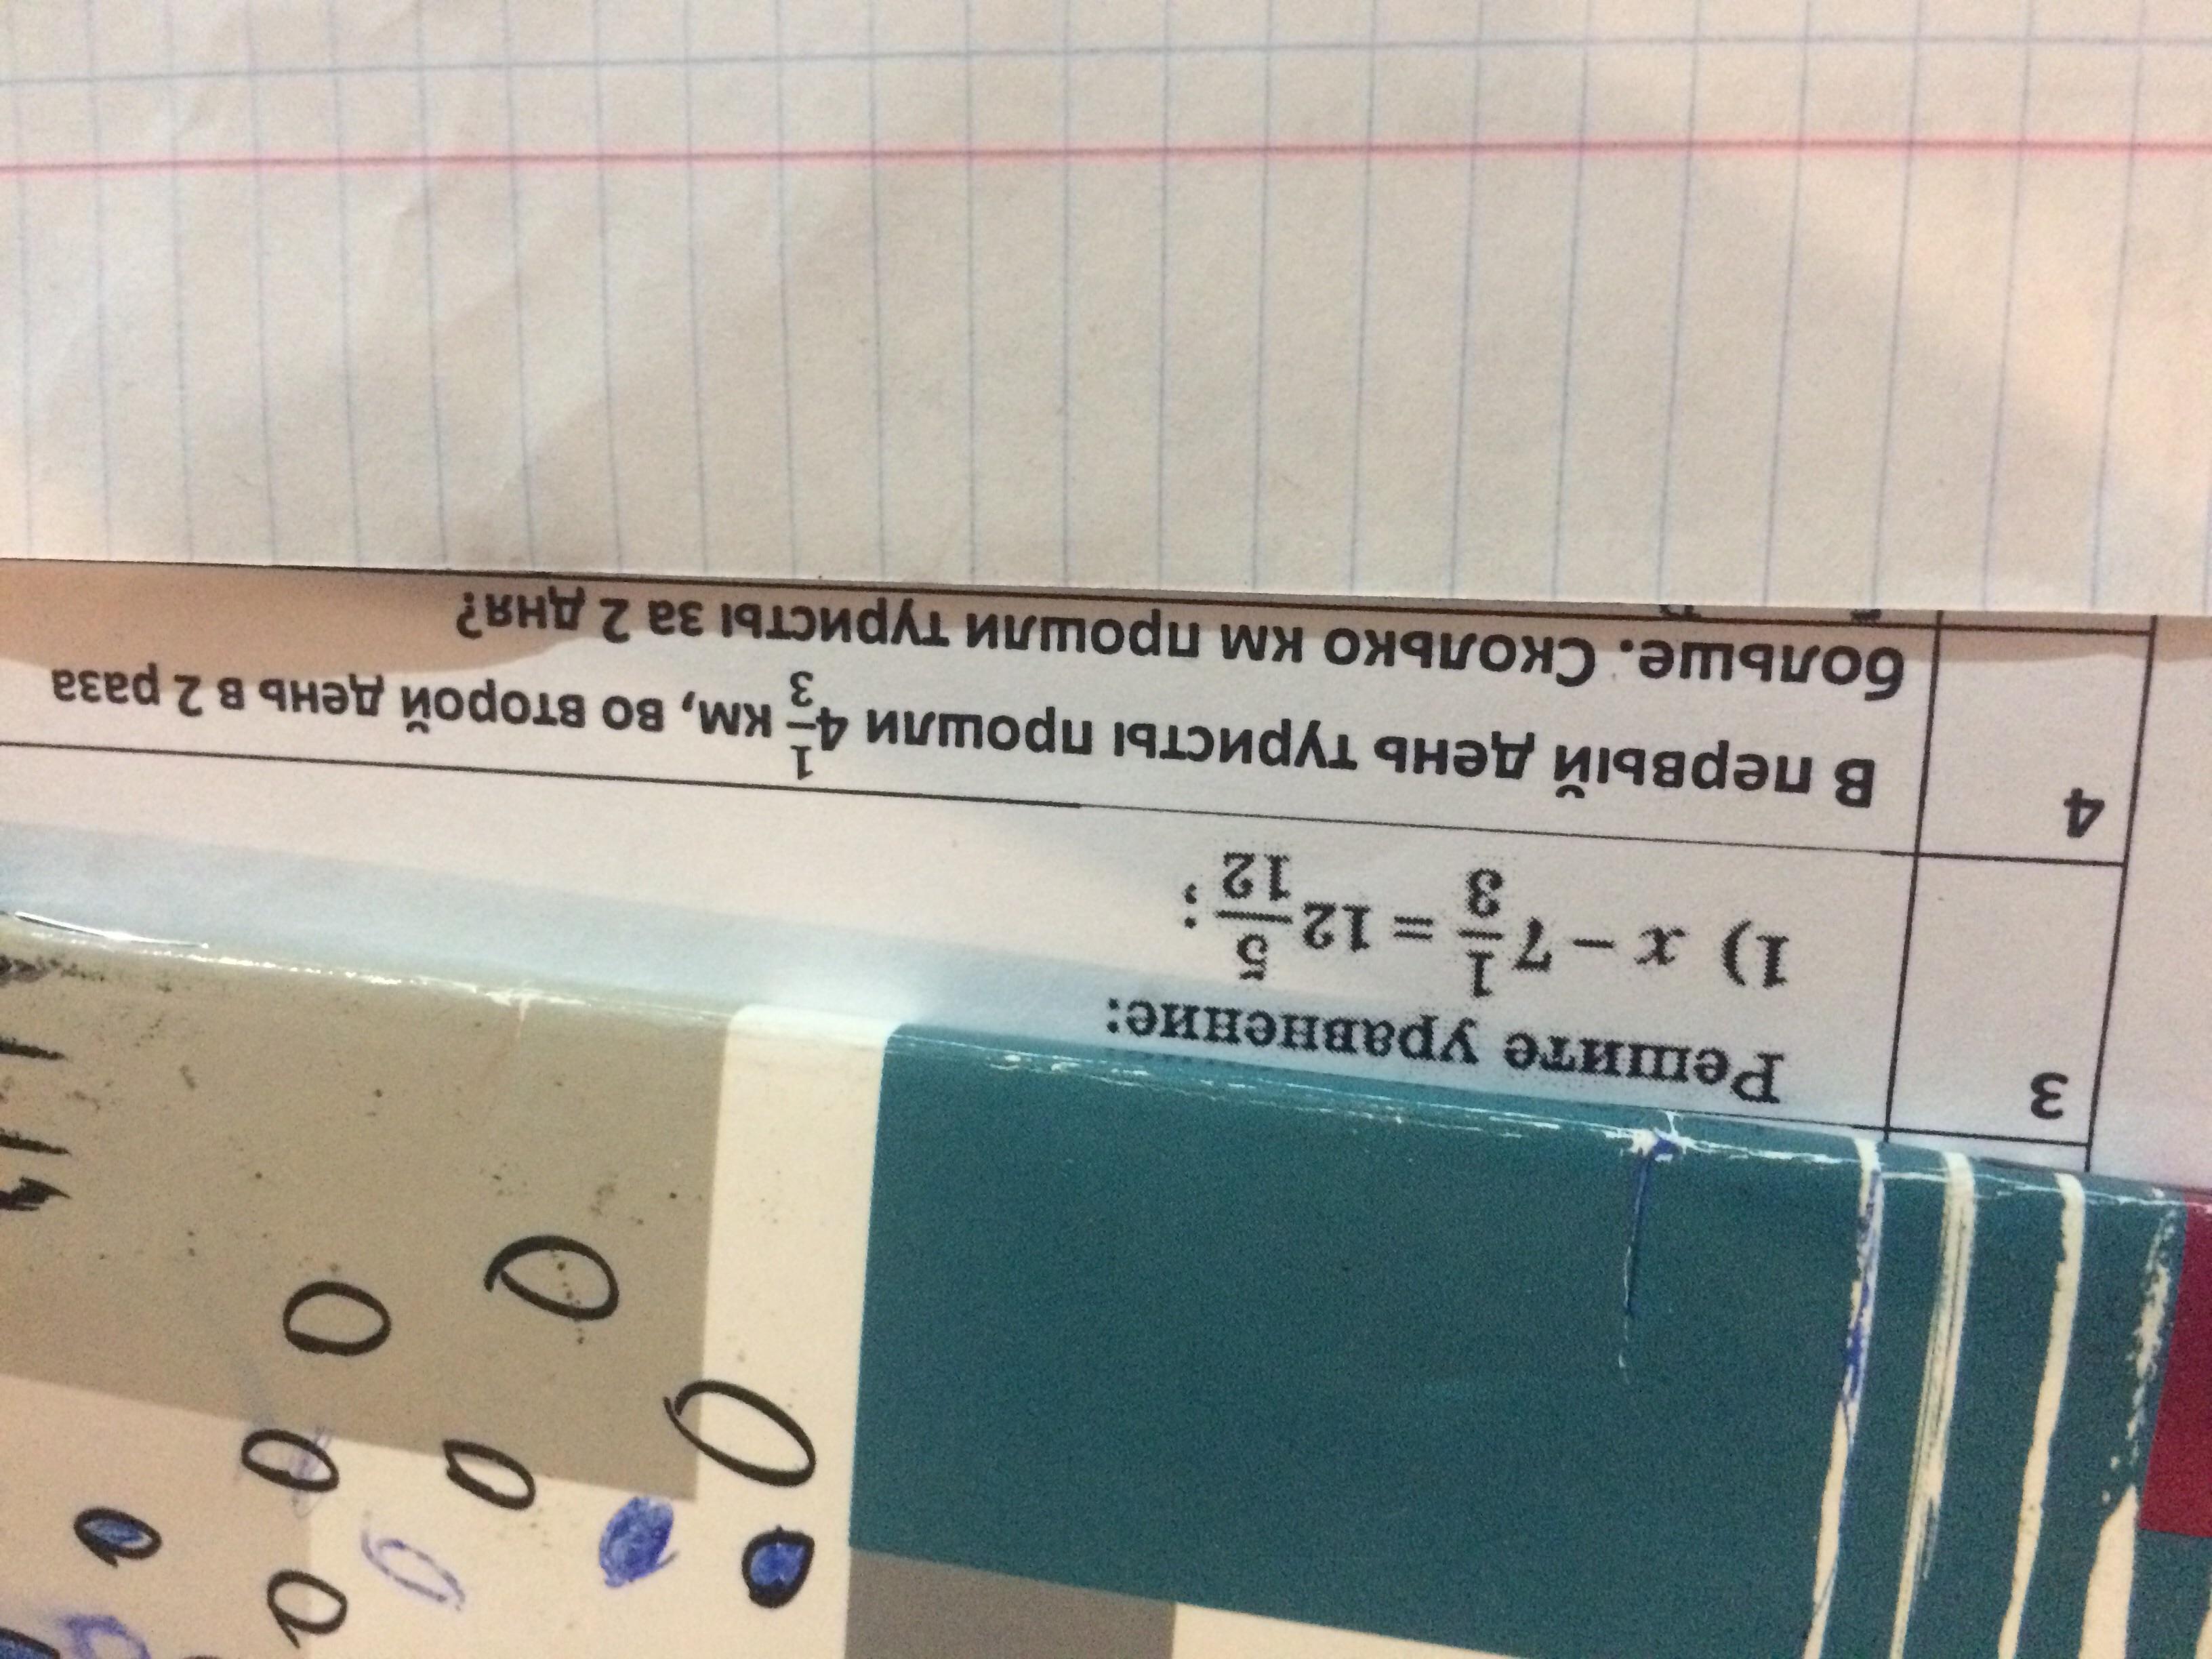 3
Решите уравнение:
1) x − 7 1/3 = 12 5/12;
4
В первый день туристы прошли 4 1/3 км, во второй день в 2 раза
больше. Сколько км прошли туристы за 2 дня?